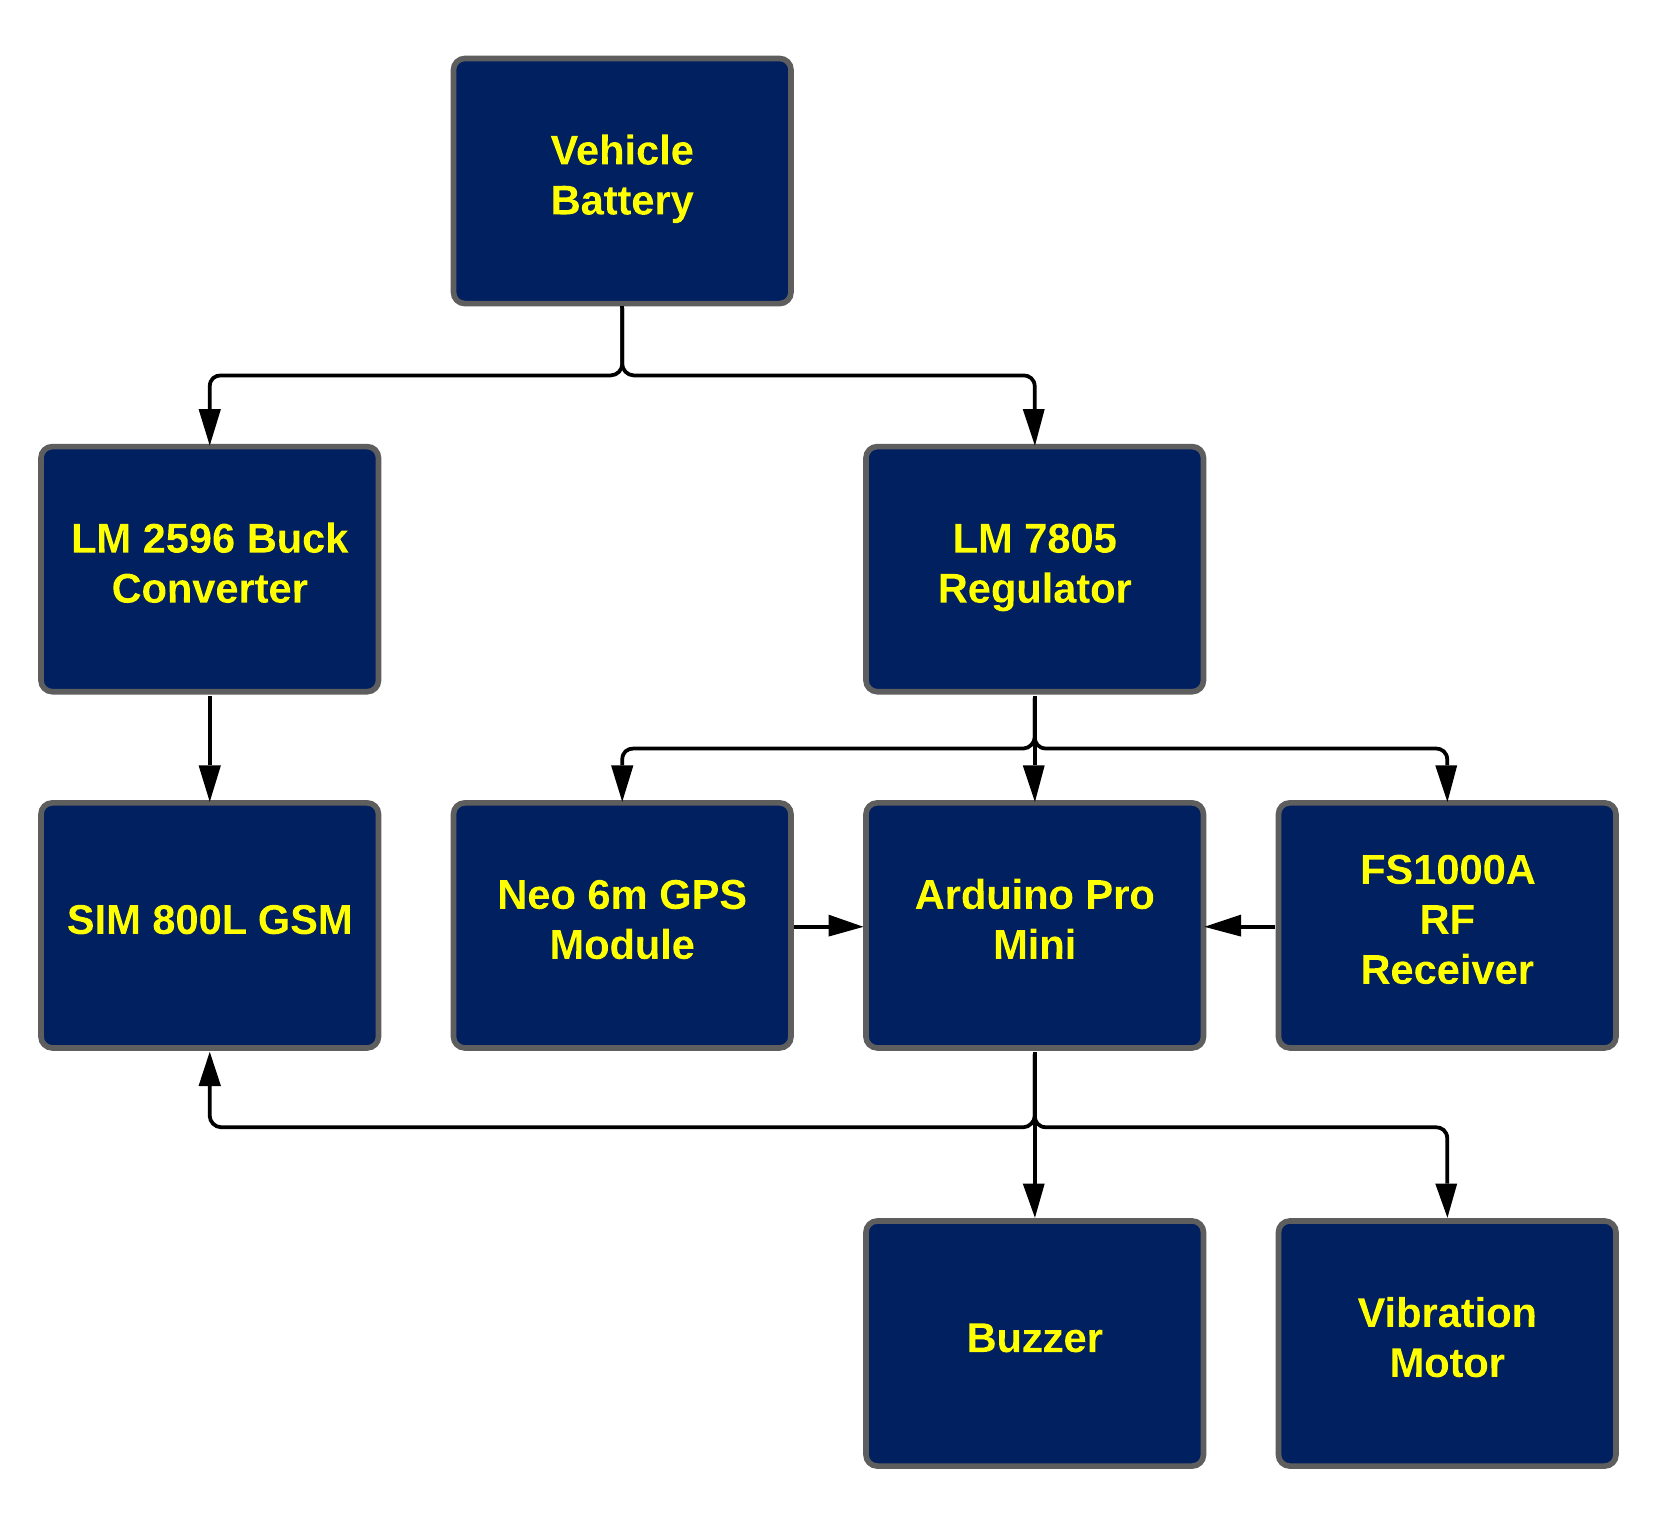 Vehicle
Battery
LM 2596 Buck
Converter
LM 7805
Regulator
SIM 800L GSM
Neo 6m GPS
Module
Arduino Pro
Mini
FS1000A
RF
Receiver
Buzzer
Vibration
Motor